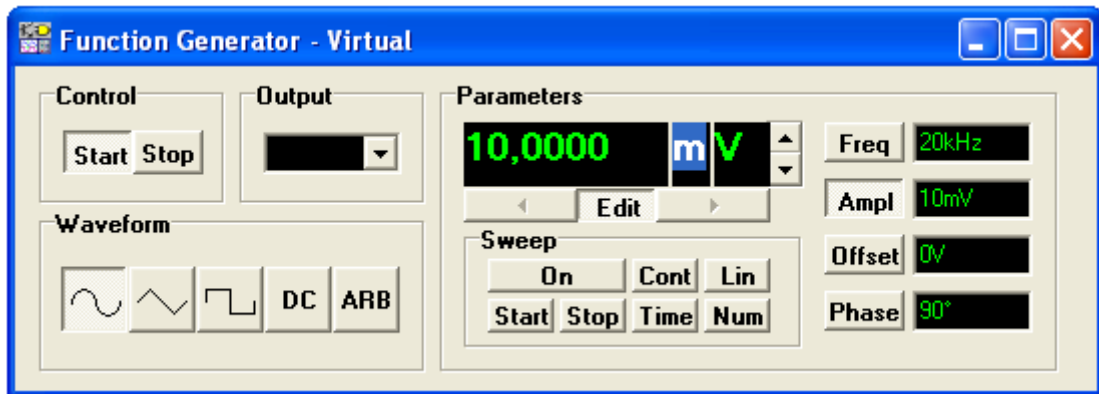 Function Generator - Virtual
Control
Start Stop
Output
Waveform
DC ARB
Parameters
10,0000 m V
Edit
Sweep
On Cont Lin
Start Stop Time Num
Freq 20kHz
Ampl 10mV
Offset 0V
Phase 90°